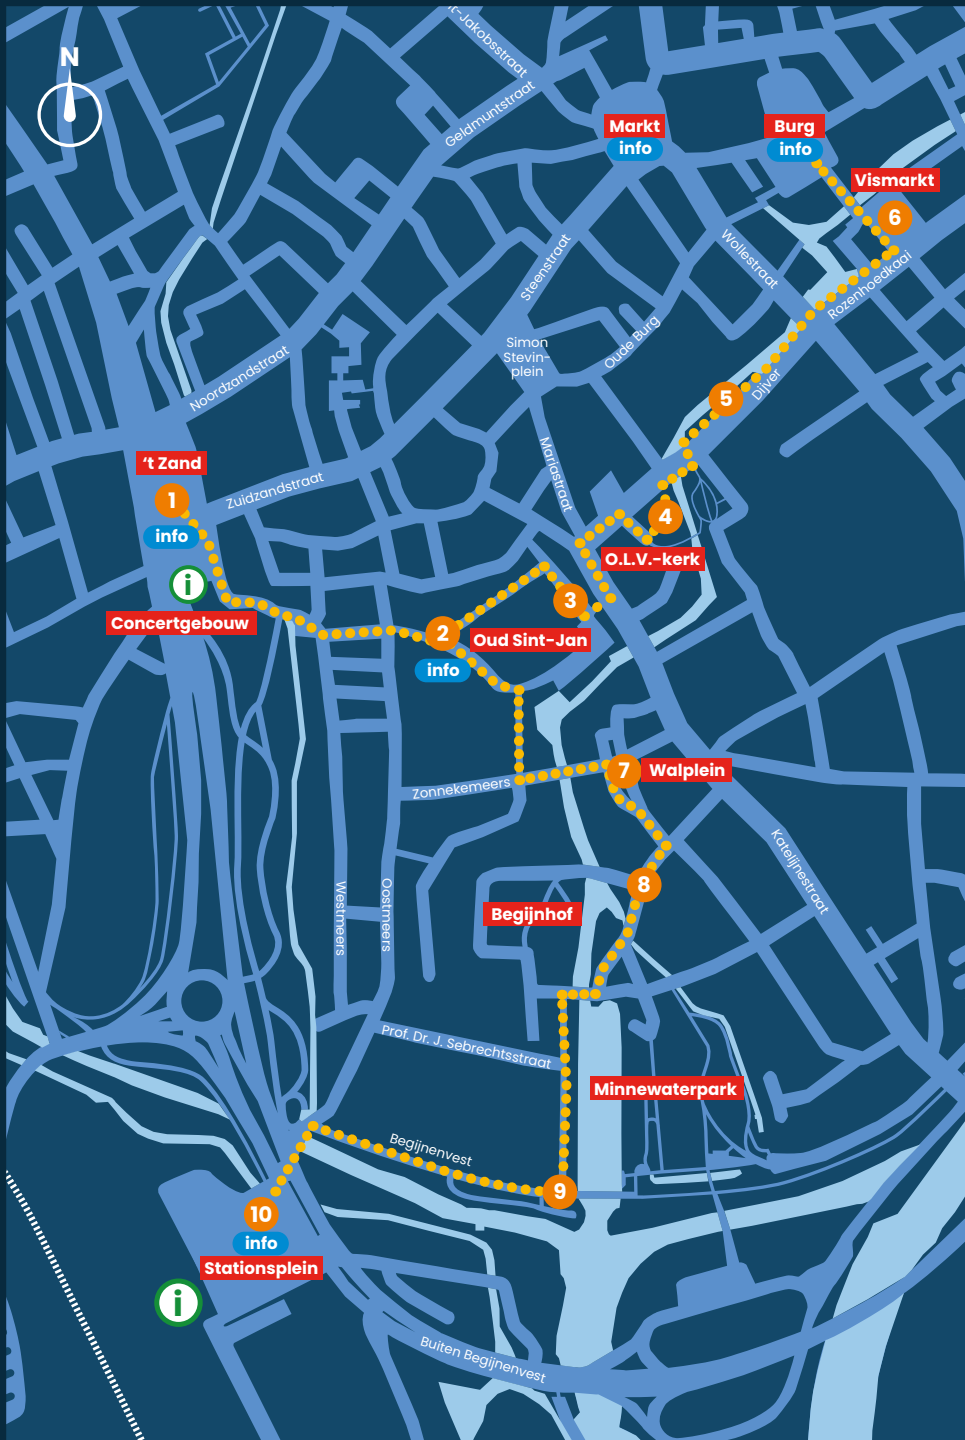 N
nt-Jakobsstraat
Geldmuntstraat
Markt
info
Burg
info
Vismarkt
6
Wollestraat
Rozenhoedkaai
Steenstraat
Simon
Stevin-
plein
Oude Burg
Noordzandstraat
5
Dijver
Mariastraat
‘t Zand
1
info
i
Zuidzandstraat
4
O.L.V.-kerk
Concertgebouw
3
2
Oud Sint-Jan
info
7
Walplein
Zonnekemeers
Katelijnestraat
8
Begijnhof
Westmeers
Oostmeers
Prof. Dr. J. Sebrechtsstraat
Minnewaterpark
Begijnenvest
9
10
info
Stationsplein
i
Buiten Begijnenvest